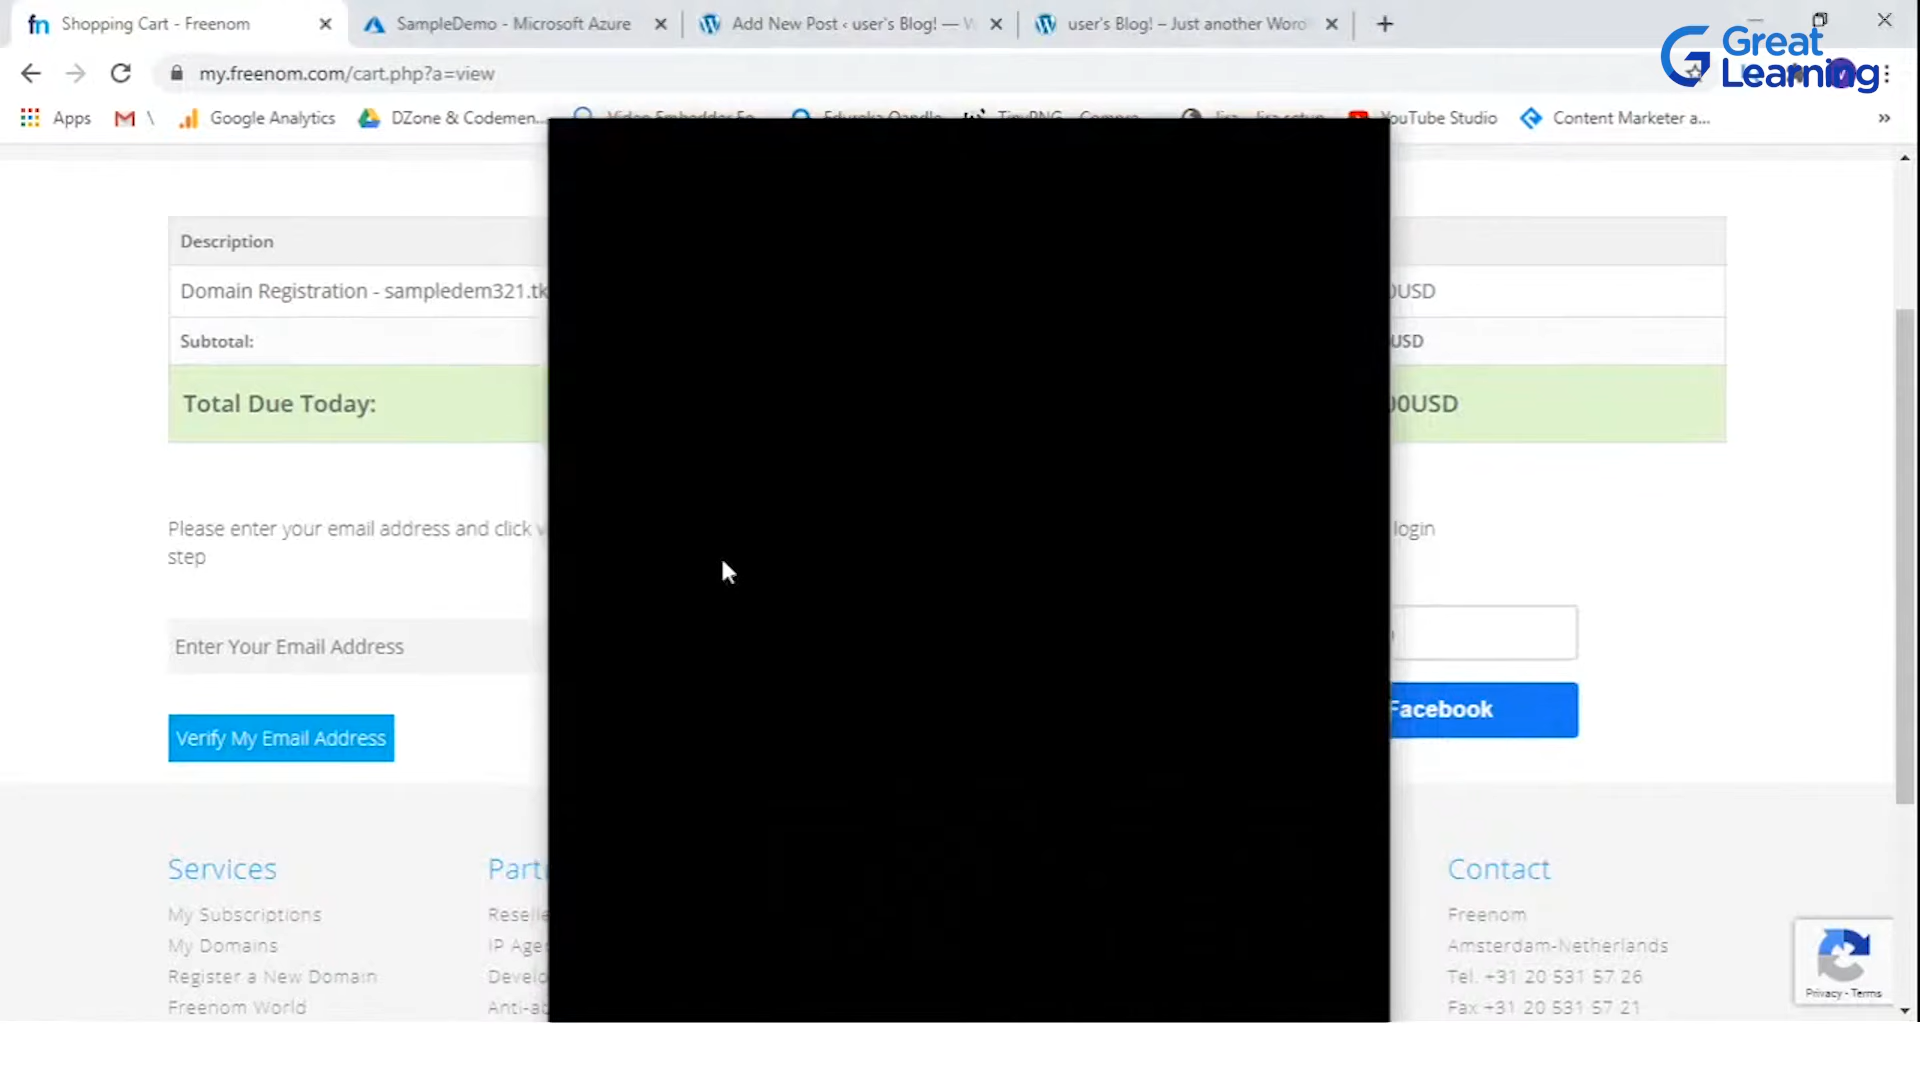 fn Shopping Cart - Freenom
SampleDemo - Microsoft Azure
Add New Post ‹ user's Blog! —
user's Blog! – Just another Wor
Great Learning
my.freenom.com/cart.php?a=view
Apps
Google Analytics
DZone & Codemen...
YouTube Studio
Content Marketer a...
»
Description
Domain Registration - sampledem321.tk
0USD
Subtotal:
USD
Total Due Today:
00USD
Please enter your email address and click
login
step
Enter Your Email Address
Verify My Email Address
Facebook
Services
Contact
My Subscriptions
Freenom
My Domains
Amsterdam-Netherlands
Register a New Domain
Tel. +31 20 531 57 26
Freenom World
Fax +31 20 531 57 21
Privacy - Terms